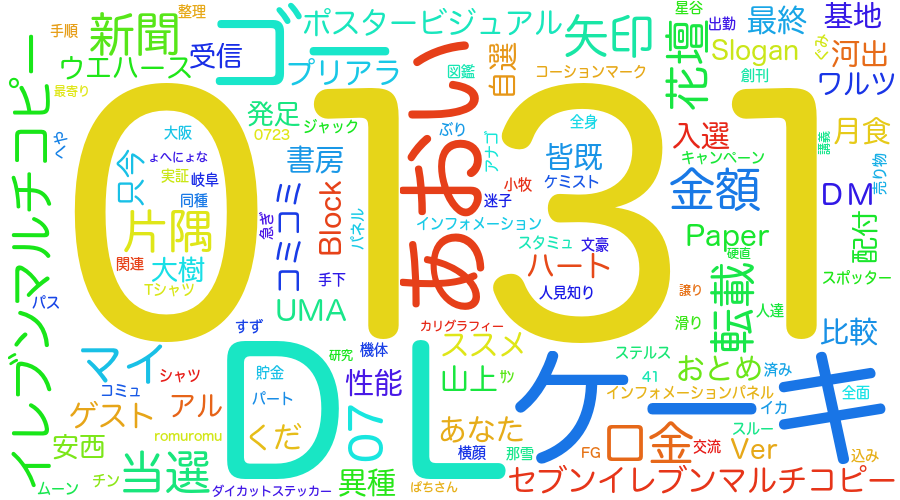 星谷
整理
手順
新聞
受信
ゴー
ポスタービジュアル
矢印
花壇
出勤
最終
基地
Slogan
ぐみ
河出
ウエハース
プリアラ
図鑑
自選
コーションマーク
創刊
ワルツ
最寄り
イレブンマルチコピー
発足
0723
ジャック
あおい
ぶり
アナゴ
全身
入選
講義
月食
くや
大阪
ょへにょな
只今
実証
岐阜
同種
書房
皆既
ケミスト
小牧
迷子
キャンペーン
金額
売り物
DM
0131
片隅
急ぎ
コミコミ
Block
パネル
インフォメーション
スタミュ
文豪
Paper
硬直
配付
関連
大樹
Tシャツ
手下
ハート
人見知り
譲り
転載
スポッター
パス
UMA
すず
カリグラフィー
滑り
人達
比較
マイ
シャツ
研究
機体
ススメ
ステルス
おとめ
済み
コミュ
DL
貯金
性能
山上
サン
ケーキ
41
インフォメーションパネル
全面
ゲスト
アル
パート
07
あなた
イカ
安西
romuromu
くだ
横顔
那雪
FG
口金
交流
Ver
スルー
込み
ムーン
チン
当選
ダイカットステッカー
異種
ぱちさん
セブンイレブンマルチコピー